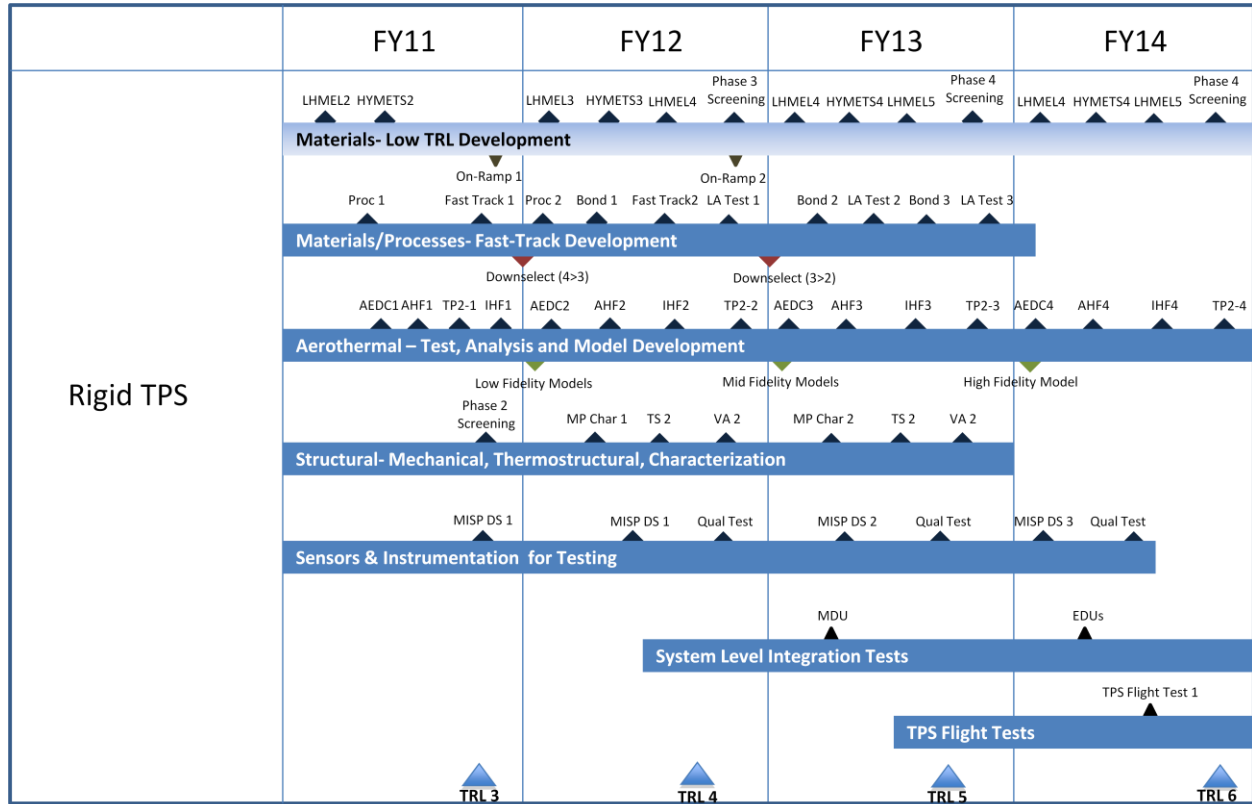 FY11
FY12
FY13
FY14
Rigid TPS
LHMEL2
HYMETS2
LHMEL3
HYMETS3
LHMEL4
Phase 3
Screening
LHMEL4
HYMETS4
LHMEL5
Phase 4
Screening
LHMEL4
HYMETS4
LHMEL5
Phase 4
Screening
Materials- Low TRL Development
On-Ramp 1
On-Ramp 2
Proc 1
Fast Track 1
Proc 2
Bond 1
Fast Track2
LA Test 1
Bond 2
LA Test 2
Bond 3
LA Test 3
Materials/Processes- Fast-Track Development
Downselect (4>3)
Downselect (3>2)
AEDC1
AHF1
TP2-1
IHF1
AEDC2
AHF2
IHF2
TP2-2
AEDC3
AHF3
IHF3
TP2-3
AEDC4
AHF4
IHF4
TP2-4
Aerothermal – Test, Analysis and Model Development
Low Fidelity Models
Mid Fidelity Models
High Fidelity Model
Phase 2
Screening
MP Char 1
TS 2
VA 2
MP Char 2
TS 2
VA 2
Structural- Mechanical, Thermostructural, Characterization
MISP DS 1
MISP DS 1
Qual Test
MISP DS 2
Qual Test
MISP DS 3
Qual Test
Sensors & Instrumentation for Testing
MDU
EDUs
System Level Integration Tests
TPS Flight Test 1
TPS Flight Tests
TRL 3
TRL 4
TRL 5
TRL 6